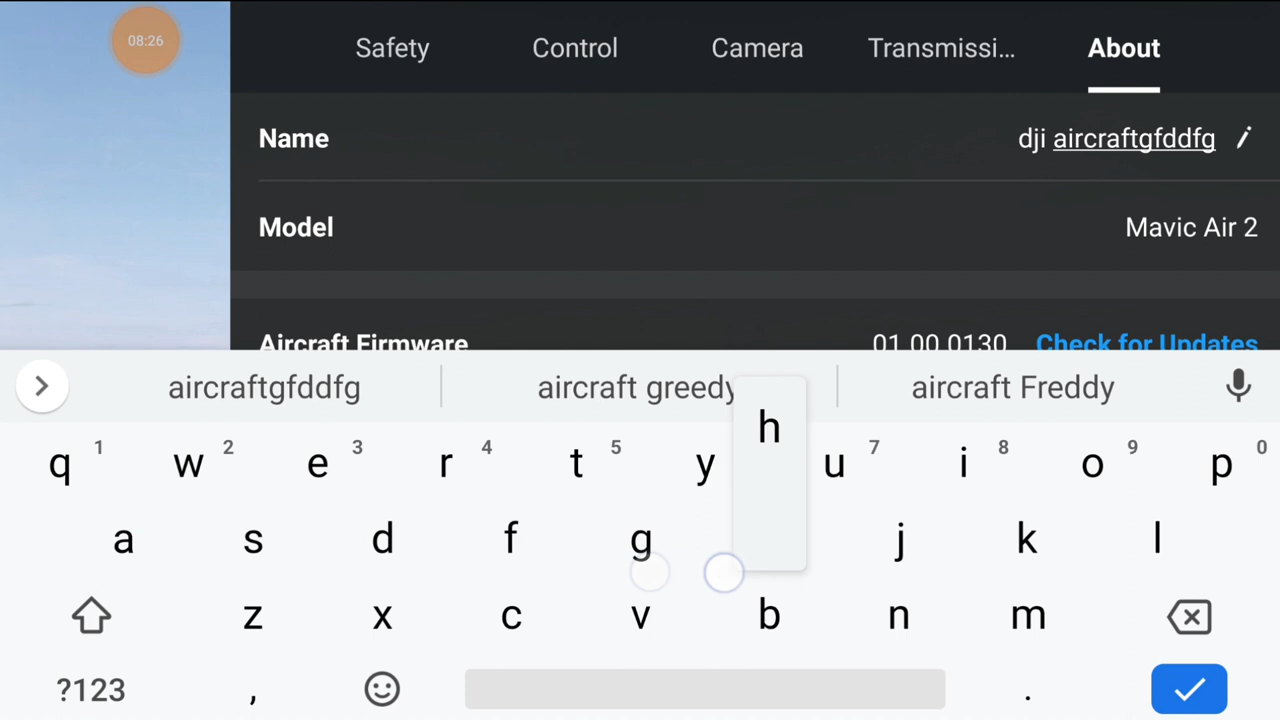 08:26
Safety Control Camera Transmissi... About
Name dji aircraftgfddfg
Model Mavic Air 2
Aircraft Firmware 01.00.0130 Check for Updates
aircraftgfddfg aircraft greedy aircraft Freddy
h
q 1 w 2 e 3 r 4 t 5 y u 7 i 8 o 9 p 0
a s d f g j k l
z x c v b n m
?123 , .